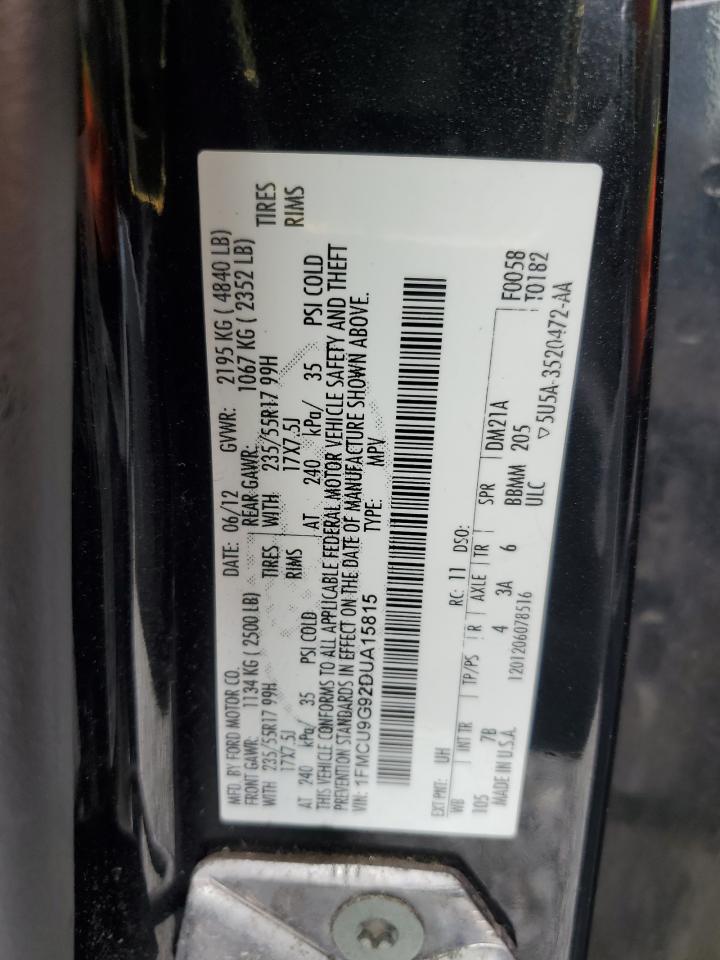 MFD. BY FORD MOTOR CO. DATE: 06/12 GVWR: 2195 KG ( 4840 LB)
FRONT GAWR: 1134 KG ( 2500 LB) REAR GAWR: 1067 KG ( 2352 LB)
WITH 235/55R17 99H TIRES WITH 235/55R17 99H TIRES
17X7.5J RIMS 17X7.5J RIMS
AT 240 kPa/ 35 PSI COLD AT 240 kPa/ 35 PSI COLD
THIS VEHICLE CONFORMS TO ALL APPLICABLE FEDERAL MOTOR VEHICLE SAFETY AND THEFT
PREVENTION STANDARDS IN EFFECT ON THE DATE OF MANUFACTURE SHOWN ABOVE.
VIN: 1FMCU9G92DUA15815 TYPE: MPV
EXT PNT: UH RC: 11 DSO: F0058
WB INT TR TP/PS R AXLE TR SPR DM21A T0182
105 7B 4 3A 6 BBMM 205
MADE IN U.S.A. 1201206078516 ULC ▽5U5A-3520472-AA